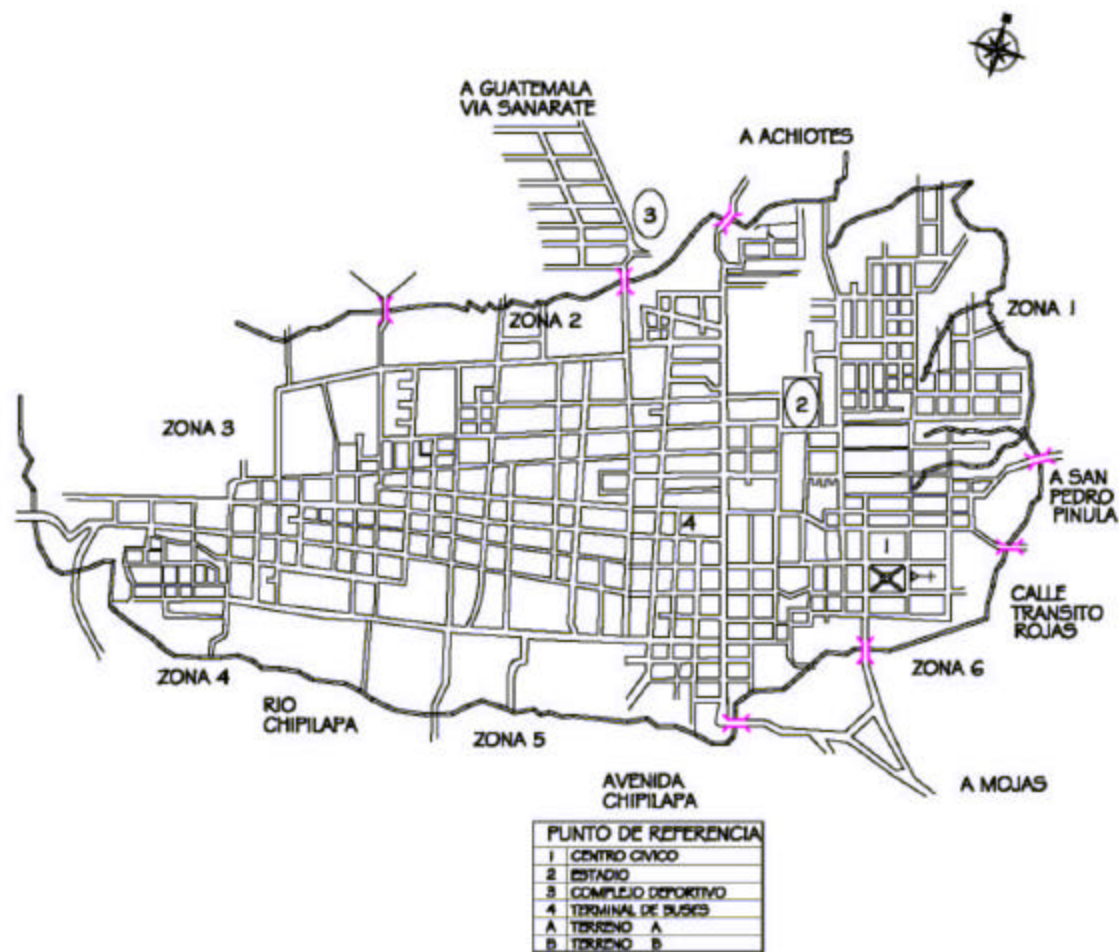 A GUATEMALA
VIA SANARATE
A ACHIOTES
3
ZONA 2
ZONA 1
2
ZONA 3
A SAN
PEDRO
PINULA
4
1
CALLE
TRANSITO
ROJAS
ZONA 4
ZONA 6
RIO
CHIPILAPA
ZONA 5
AVENIDA
CHIPILAPA
A MOJAS
PUNTO DE REFERENCIA
1 CENTRO CIVICO
2 ESTADIO
3 COMPLEJO DEPORTIVO
4 TERMINAL DE BUSES
A TERRENO A
B TERRENO B